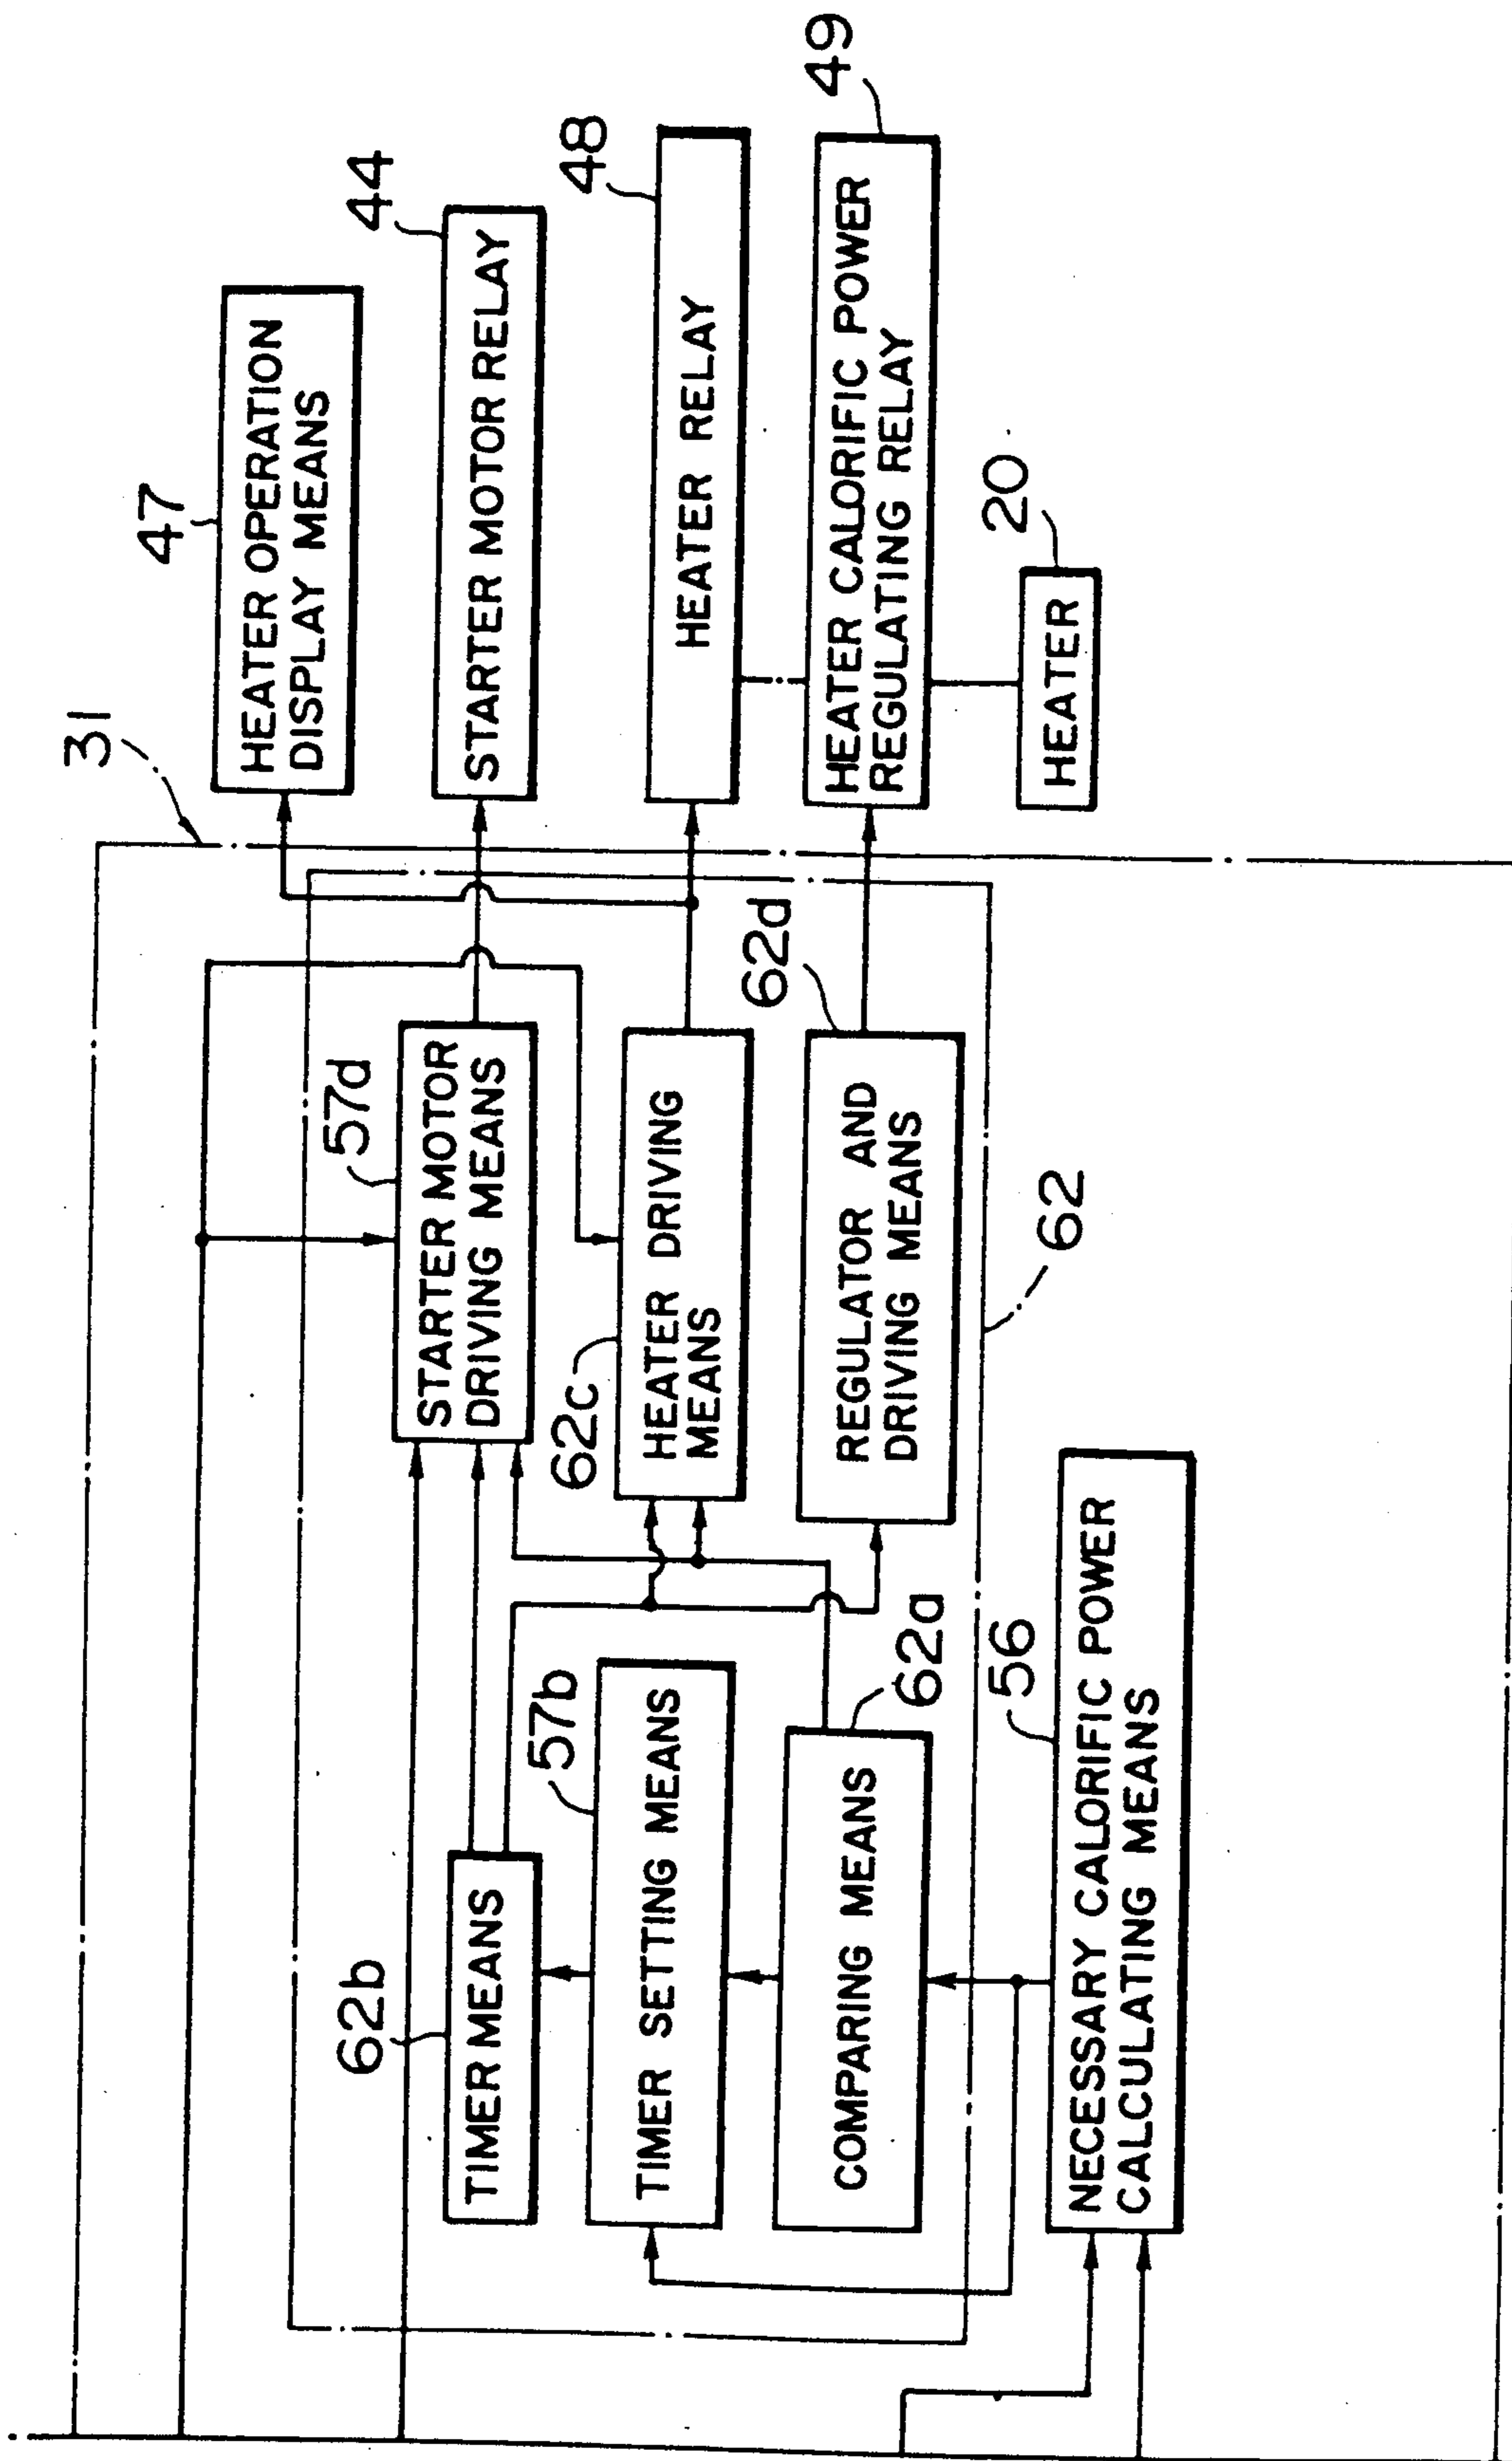 31
47
HEATER OPERATION
DISPLAY MEANS
44
STARTER MOTOR RELAY
48
HEATER RELAY
49
HEATER CALORIFIC POWER
REGULATING RELAY
20
HEATER
57d
STARTER MOTOR
DRIVING MEANS
62c
HEATER DRIVING
MEANS
62d
REGULATOR AND
DRIVING MEANS
62
62b
TIMER MEANS
57b
TIMER SETTING MEANS
62a
COMPARING MEANS
56
NECESSARY CALORIFIC POWER
CALCULATING MEANS